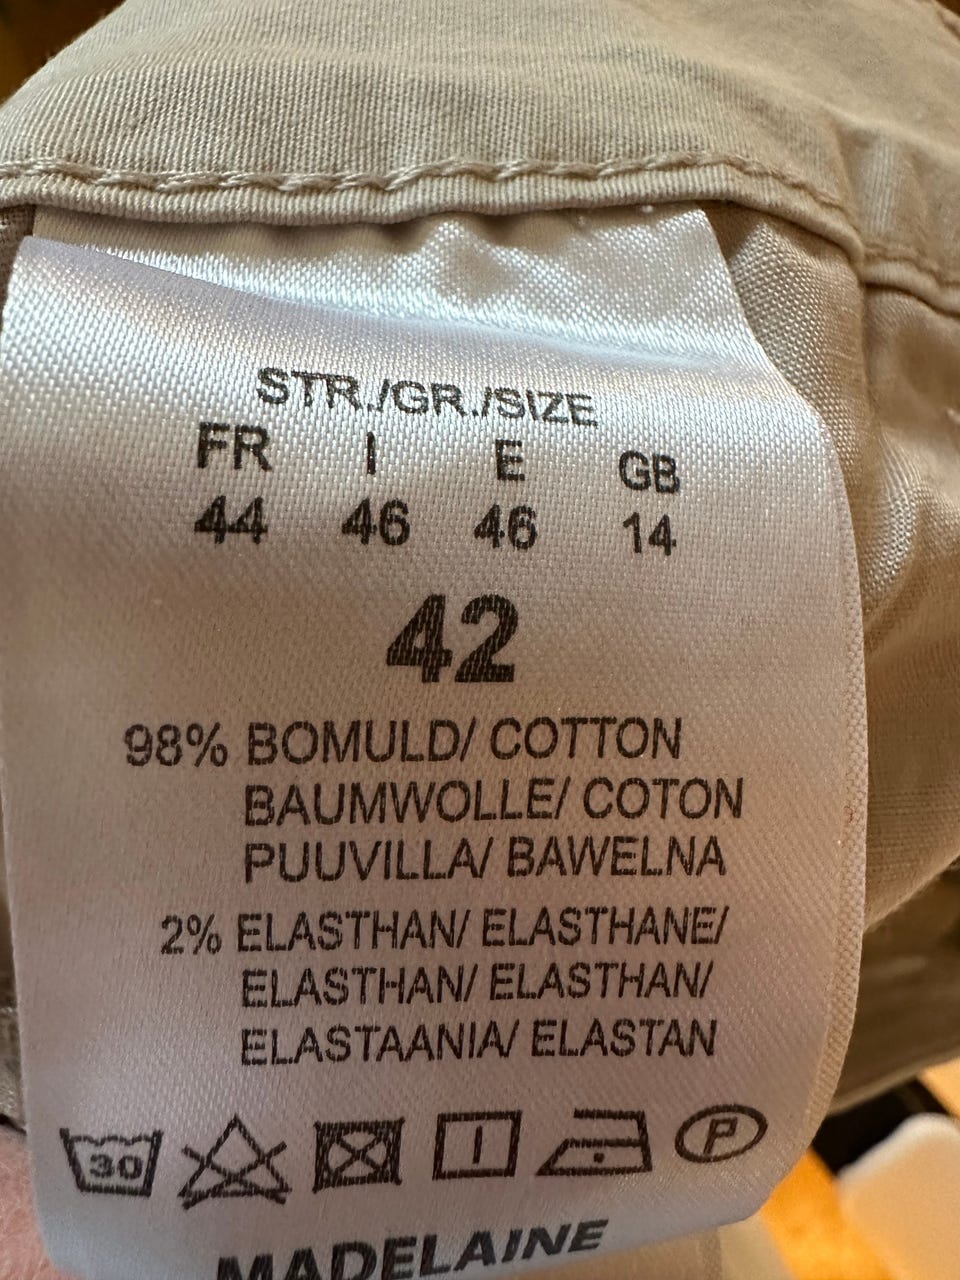 STR./GR./SIZE
FR I E GB
44 46 46 14
42
98% BOMULD/ COTTON
BAUMWOLLE/ COTON
PUUVILLA/ BAWELNA
2% ELASTHAN/ ELASTHANE/
ELASTHAN/ ELASTHAN/
ELASTAANIA/ ELASTAN
30 P
MADELAINE